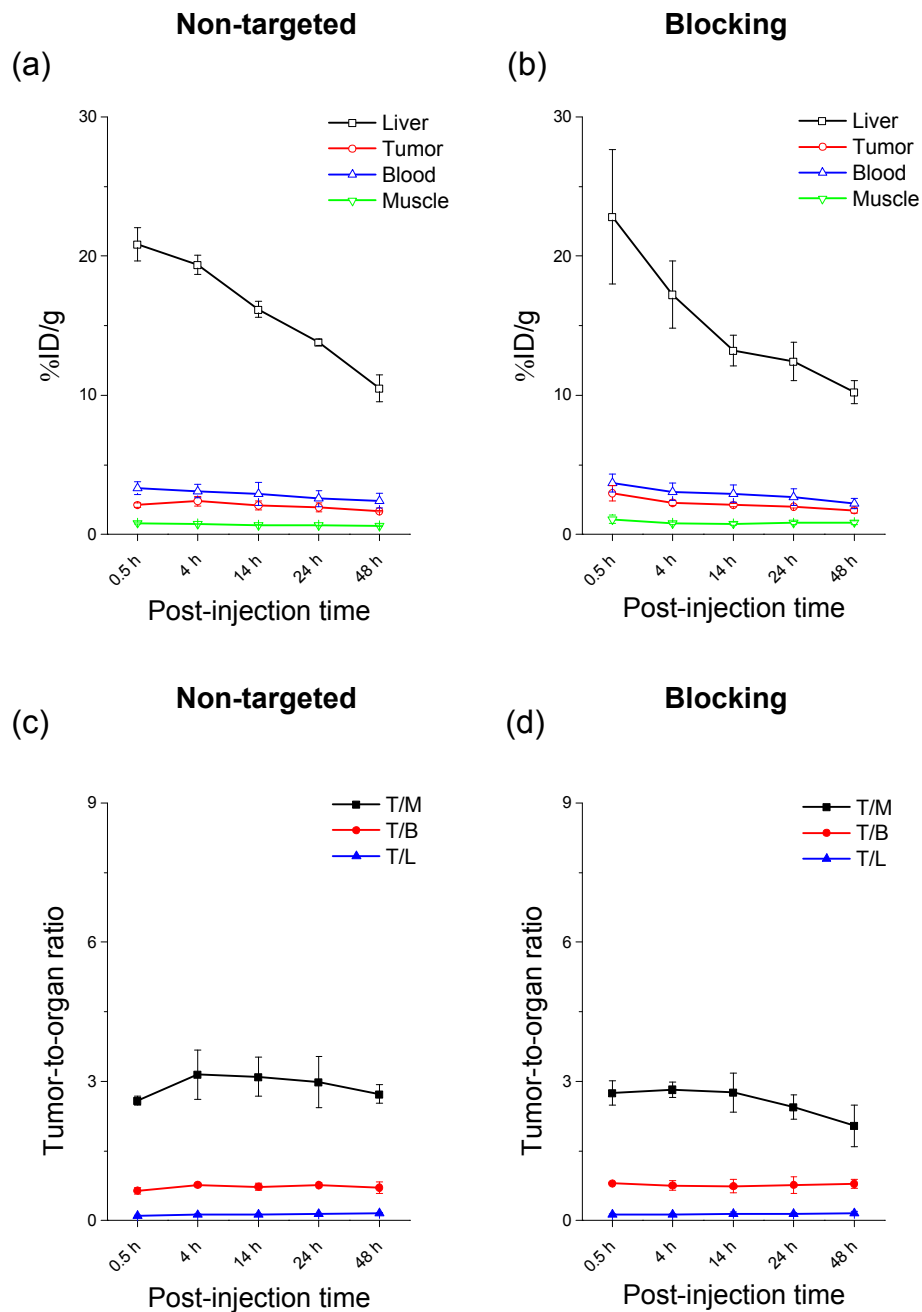 Non-targeted
Blocking
(a)
(b)
30
20
10
0
%ID/g
Liver
Tumor
Blood
Muscle
0.5 h
4 h
14 h
24 h
48 h
Post-injection time
30
20
10
0
%ID/g
Liver
Tumor
Blood
Muscle
0.5 h
4 h
14 h
24 h
48 h
Post-injection time
Non-targeted
Blocking
(c)
(d)
9
6
3
0
Tumor-to-organ ratio
T/M
T/B
T/L
0.5 h
4 h
14 h
24 h
48 h
Post-injection time
9
6
3
0
Tumor-to-organ ratio
T/M
T/B
T/L
0.5 h
4 h
14 h
24 h
48 h
Post-injection time